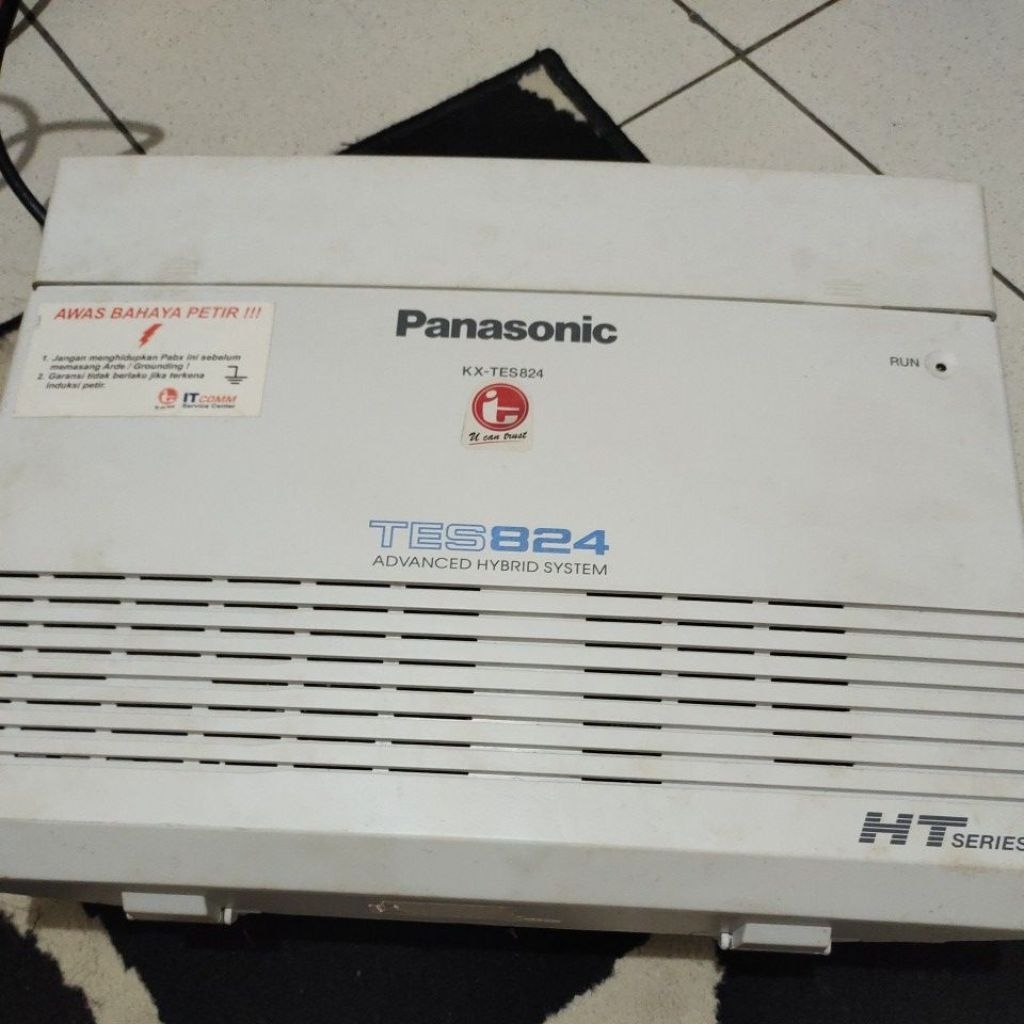 AWAS BAHAYA PETIR !!!
1. Jangan menghidupkan Pabx ini sebelum
memasang Arde / Grounding !
2. Garansi tidak berlaku jika terkena
induksi petir.
ITCOMM
Service Center
Panasonic
KX-TES824
U can trust
RUN
TES824
ADVANCED HYBRID SYSTEM
HT SERIES